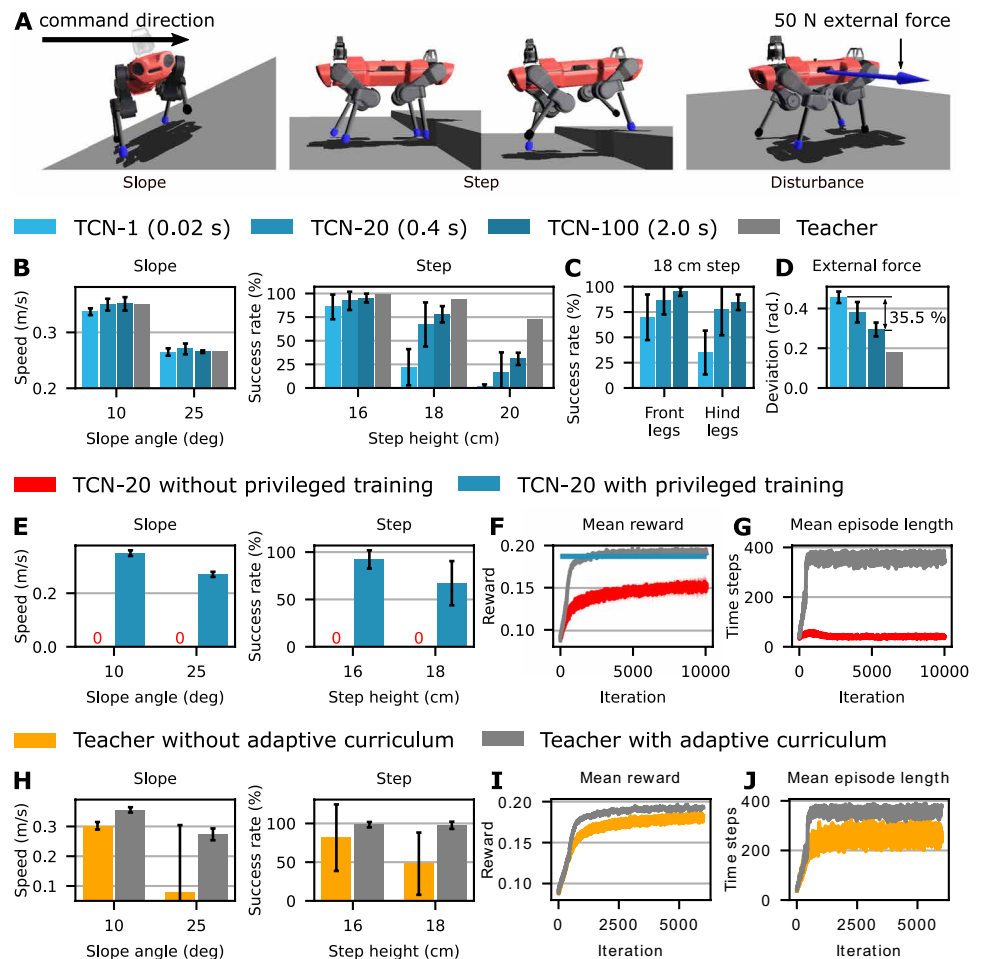 A
command direction
50 N external force
Slope
Step
Disturbance
TCN-1 (0.02 s)
TCN-20 (0.4 s)
TCN-100 (2.0 s)
Teacher
B
Slope
Speed (m/s)
0.3
0.2
10
25
Slope angle (deg)
Step
Success rate (%)
100
75
50
25
0
16
18
20
Step height (cm)
C
18 cm step
Success rate (%)
100
75
50
25
0
Front
legs
Hind
legs
D
External force
Deviation (rad.)
0.4
0.2
0.0
35.5 %
TCN-20 without privileged training
TCN-20 with privileged training
E
Slope
Speed (m/s)
0.2
0.0
0
0
10
25
Slope angle (deg)
Step
Success rate (%)
100
50
0
0
0
16
18
Step height (cm)
F
Mean reward
Reward
0.20
0.15
0.10
0
5000
10000
Iteration
G
Mean episode length
Time steps
400
200
0
0
5000
10000
Iteration
Teacher without adaptive curriculum
Teacher with adaptive curriculum
H
Slope
Speed (m/s)
0.3
0.2
0.1
10
25
Slope angle (deg)
Step
Success rate (%)
100
50
0
16
18
Step height (cm)
I
Mean reward
Reward
0.20
0.15
0.10
0
2500
5000
Iteration
J
Mean episode length
Time steps
400
200
0
0
2500
5000
Iteration